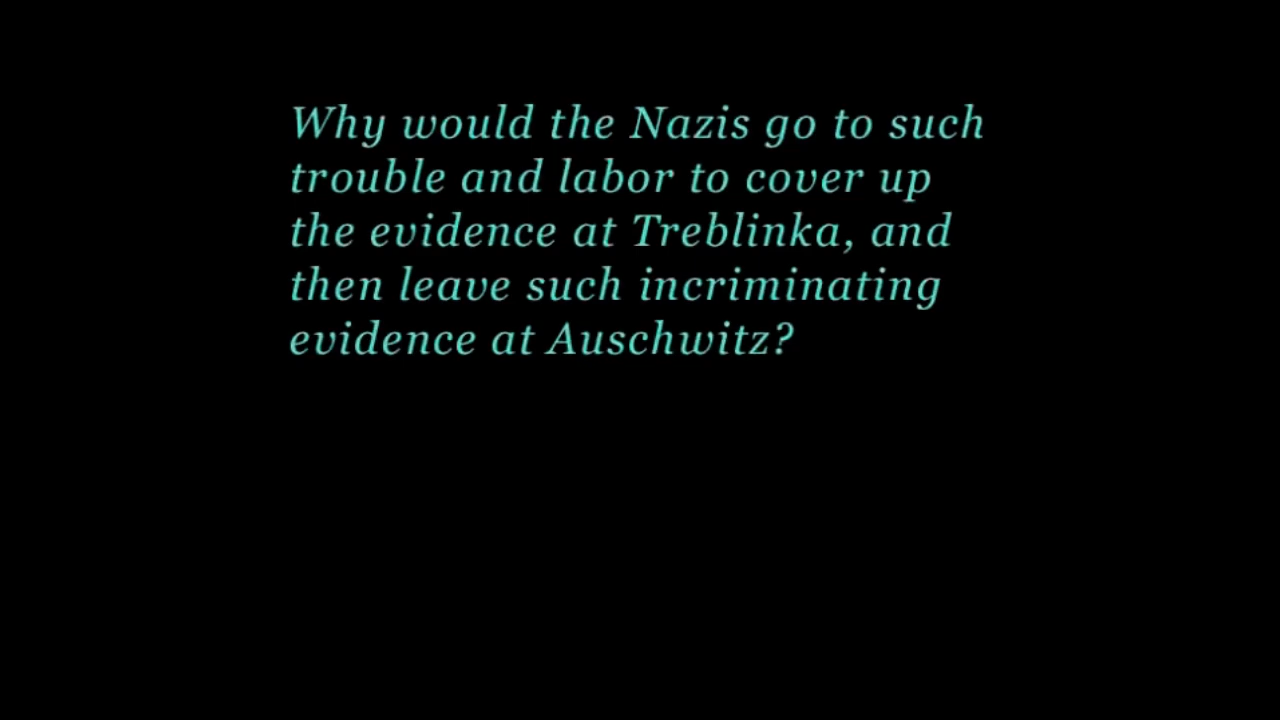 Why would the Nazis go to such
trouble and labor to cover up
the evidence at Treblinka, and
then leave such incriminating
evidence at Auschwitz?